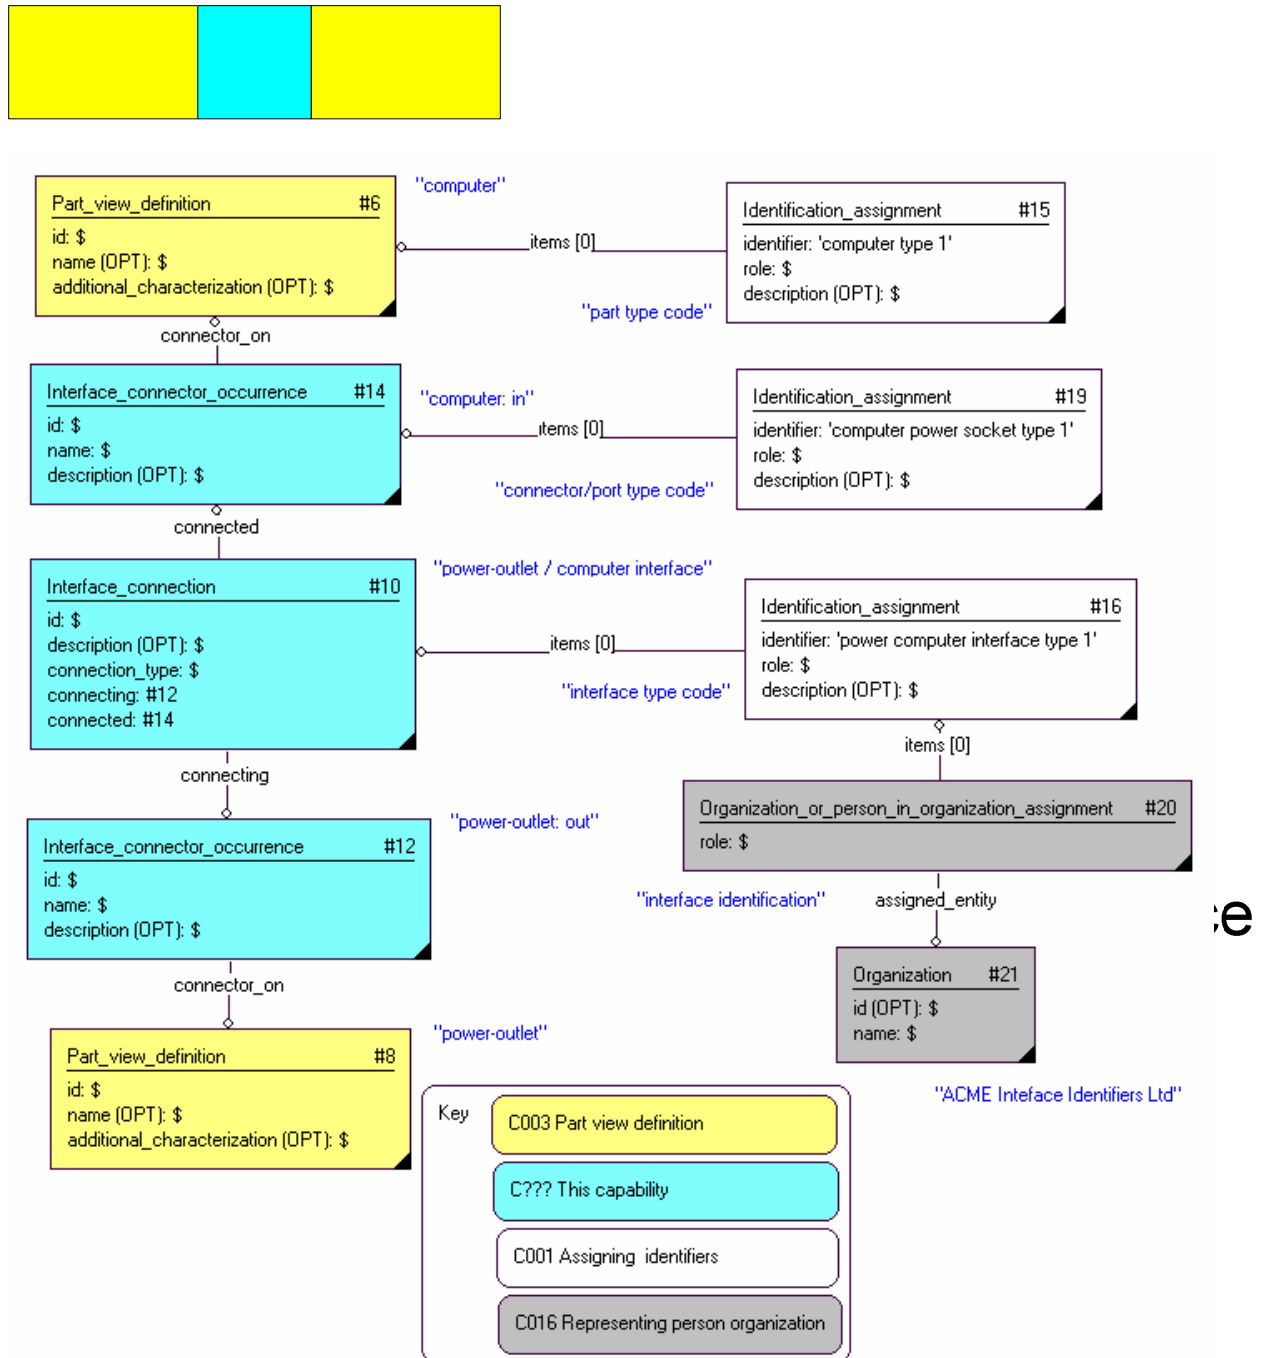 "computer"
Part_view_definition #6
id: $
name (OPT): $
additional_characterization (OPT): $
items [0]
Identification_assignment #15
identifier: 'computer type 1'
role: $
description (OPT): $
"part type code"
connector_on
Interface_connector_occurrence #14
id: $
name: $
description (OPT): $
"computer: in"
items [0]
Identification_assignment #19
identifier: 'computer power socket type 1'
role: $
description (OPT): $
"connector/port type code"
connected
Interface_connection #10
id: $
description (OPT): $
connection_type: $
connecting: #12
connected: #14
"power-outlet / computer interface"
items [0]
Identification_assignment #16
identifier: 'power computer interface type 1'
role: $
description (OPT): $
"interface type code"
items [0]
connecting
Organization_or_person_in_organization_assignment #20
role: $
"power-outlet: out"
Interface_connector_occurrence #12
id: $
name: $
description (OPT): $
"interface identification"
assigned_entity
ce
Organization #21
id (OPT): $
name: $
connector_on
"power-outlet"
Part_view_definition #8
id: $
name (OPT): $
additional_characterization (OPT): $
"ACME Inteface Identifiers Ltd"
Key
C003 Part view definition
C??? This capability
C001 Assigning identifiers
C016 Representing person organization